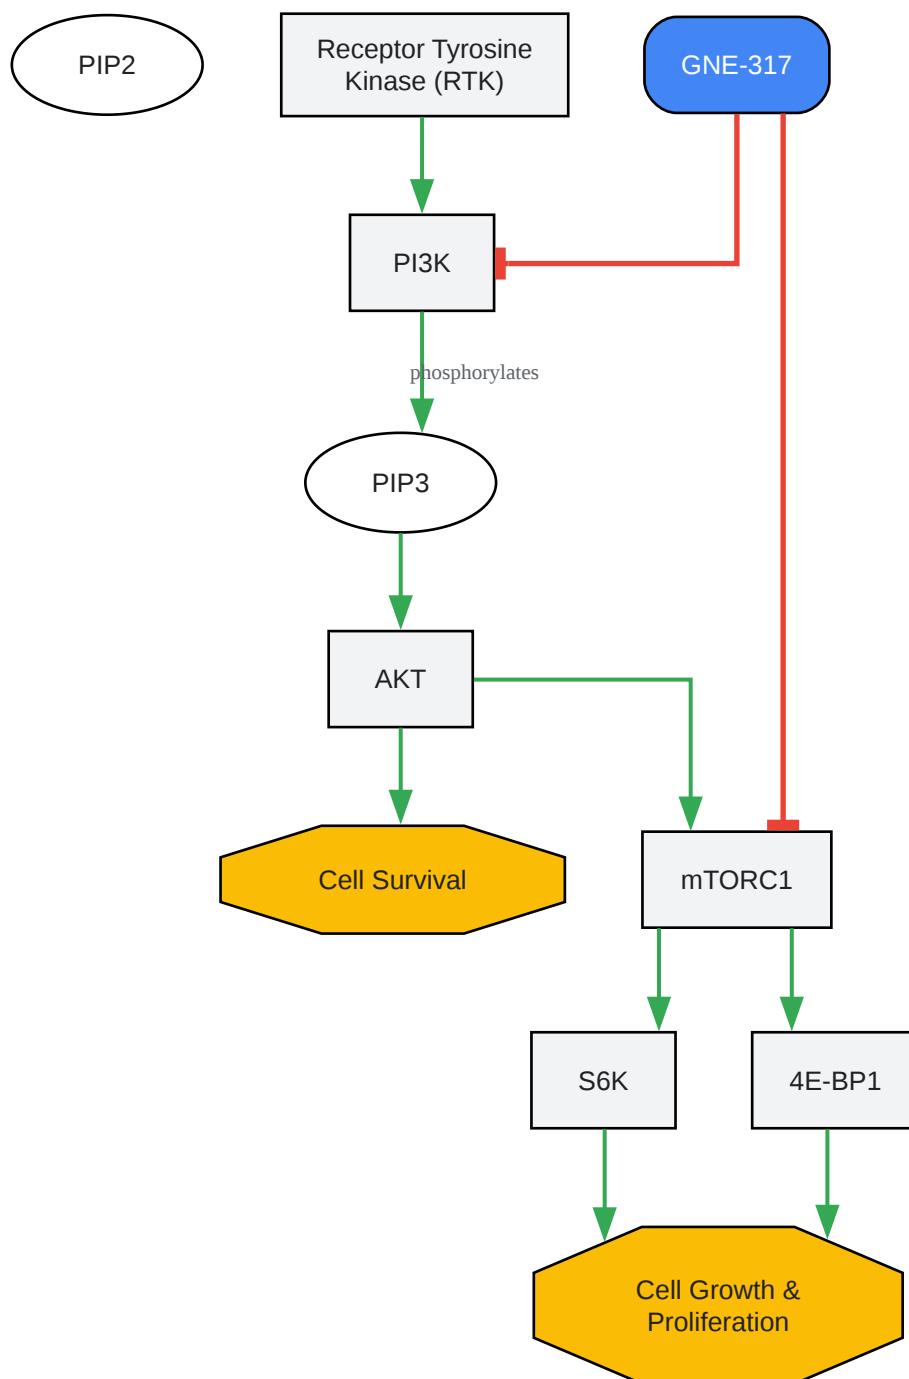 PIP2
Receptor Tyrosine
Kinase (RTK)
GNE-317
PI3K
phosphorylates
PIP3
AKT
Cell Survival
mTORC1
S6K
4E-BP1
Cell Growth &
Proliferation